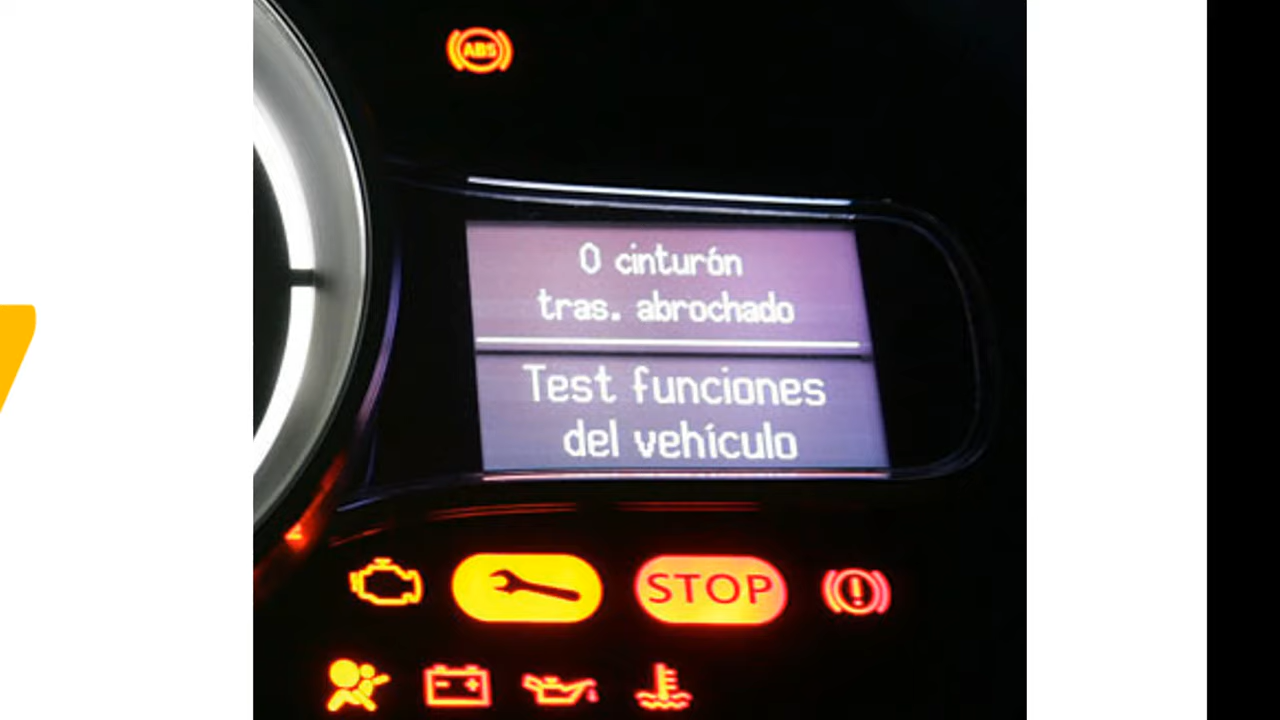 ABS
0 cinturón
tras. abrochado
Test funciones
del vehículo
STOP